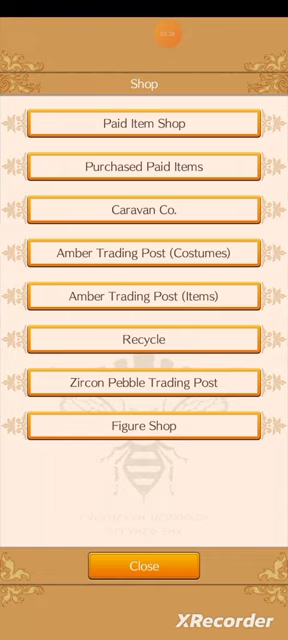 Shop
Paid Item Shop
Purchased Paid Items
Caravan Co.
Amber Trading Post (Costumes)
Amber Trading Post (Items)
Recycle
Zircon Pebble Trading Post
Figure Shop
Close
XRecorder